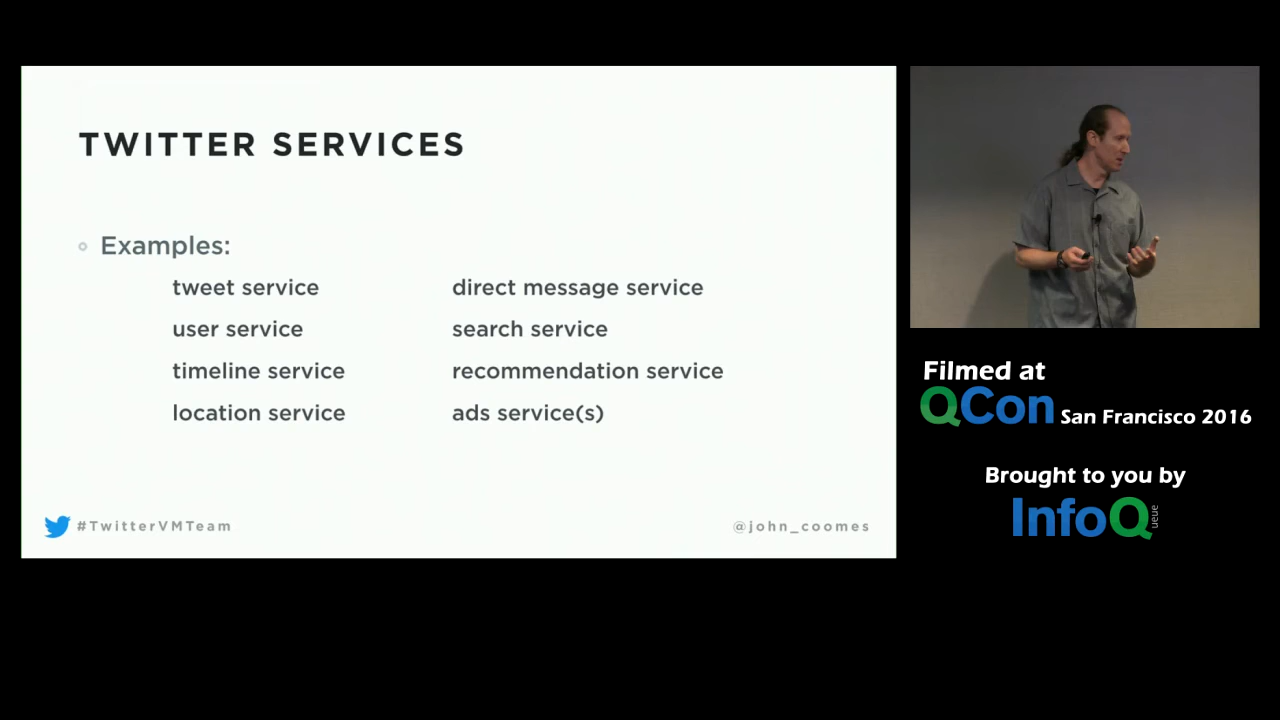 TWITTER SERVICES
Examples:
tweet service
direct message service
user service
search service
timeline service
recommendation service
location service
ads service(s)
#TwitterVMTeam
@john_coomes
Filmed at
QCon San Francisco 2016
Brought to you by
InfoQ
ueue